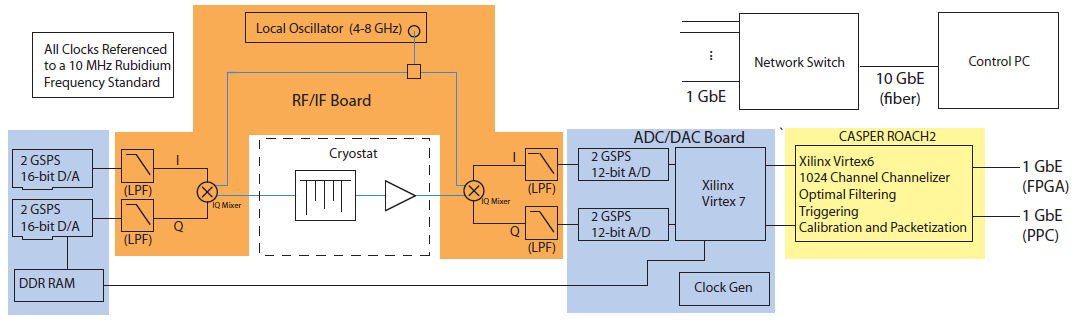 All Clocks Referenced
to a 10 MHz Rubidium
Frequency Standard
Local Oscillator (4-8 GHz)
RF/IF Board
1 GbE
Network Switch
10 GbE
(fiber)
Control PC
2 GSPS
16-bit D/A
2 GSPS
16-bit D/A
DDR RAM
(LPF)
(LPF)
I
Q
IQ Mixer
Cryostat
IQ Mixer
I
Q
(LPF)
(LPF)
ADC/DAC Board
2 GSPS
12-bit A/D
2 GSPS
12-bit A/D
Xilinx
Virtex 7
Clock Gen
CASPER ROACH2
Xilinx Virtex6
1024 Channel Channelizer
Optimal Filtering
Triggering
Calibration and Packetization
1 GbE
(FPGA)
1 GbE
(PPC)